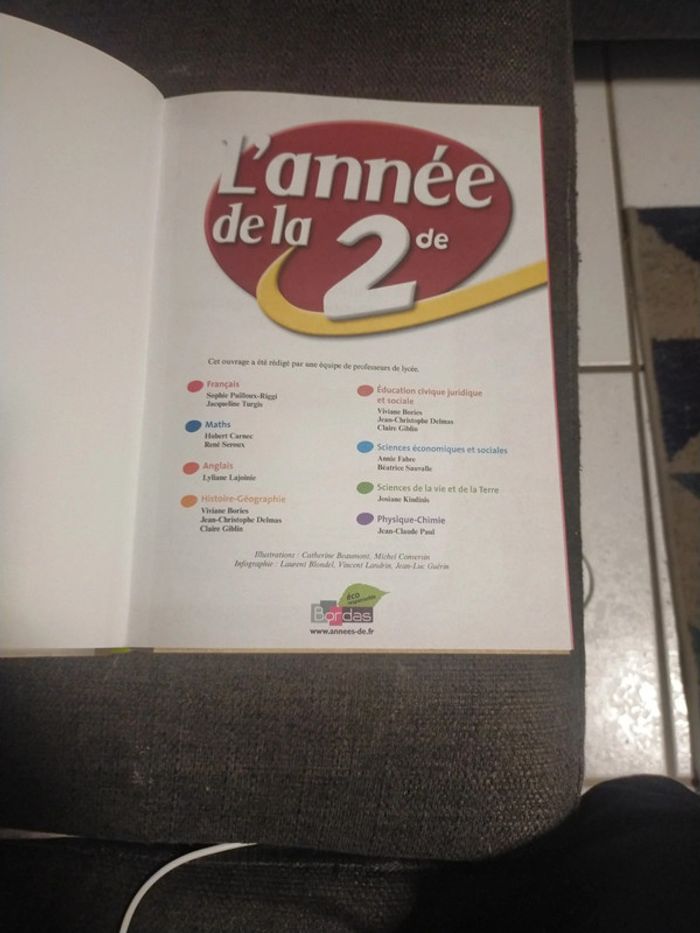 L'année
de la 2de
Cet ouvrage a été rédigé par une équipe de professeurs de lycée.
Français
Sophie Pailloux-Riggi
Jacqueline Turgis
Maths
Hubert Carnec
René Seroux
Anglais
Lyliane Lajoinie
Histoire-Géographie
Viviane Bories
Jean-Christophe Delmas
Claire Giblin
Éducation civique juridique
et sociale
Viviane Bories
Jean-Christophe Delmas
Claire Giblin
Sciences économiques et sociales
Annie Fabre
Béatrice Sauvalle
Sciences de la vie et de la Terre
Josiane Kindinis
Physique-Chimie
Jean-Claude Paul
Illustrations : Catherine Beaumont, Michel Conversin
Infographie : Laurent Blondel, Vincent Landrin, Jean-Luc Guérin
éco
responsable
Bordas
www.annees-de.fr